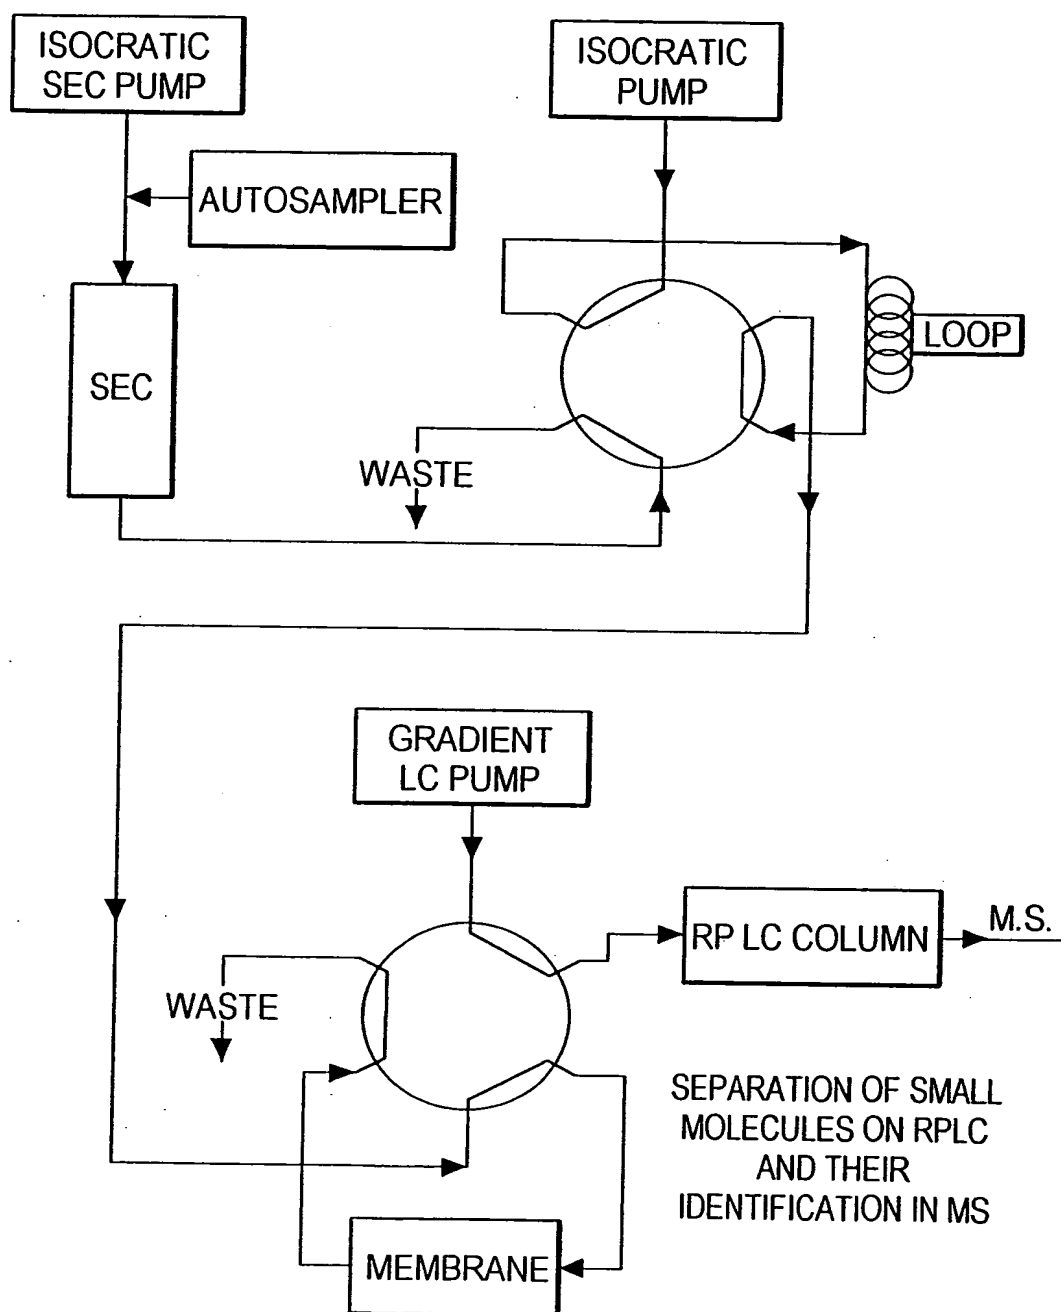 ISOCRATIC
SEC PUMP
ISOCRATIC
PUMP
AUTOSAMPLER
LOOP
SEC
WASTE
GRADIENT
LC PUMP
M.S.
RP LC COLUMN
WASTE
SEPARATION OF SMALL
MOLECULES ON RPLC
AND THEIR
IDENTIFICATION IN MS
MEMBRANE